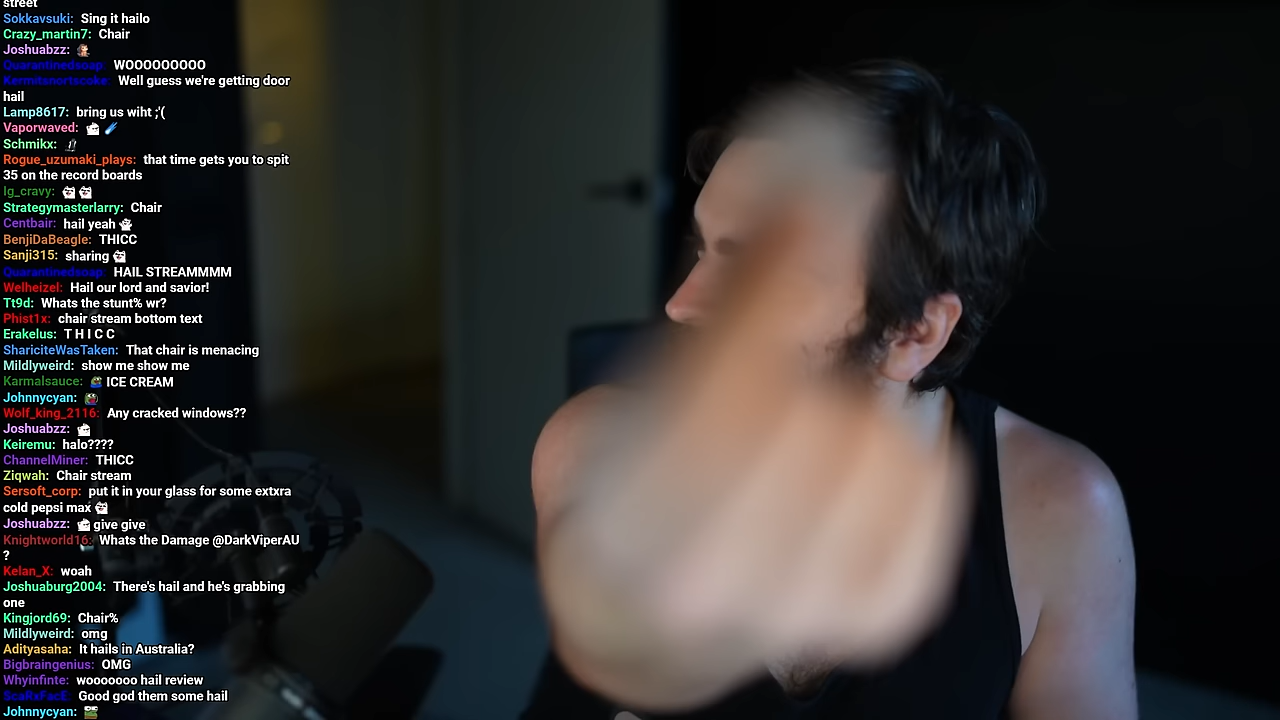 street
Sokkavsuki: Sing it hailo
Crazy_martin7: Chair
Joshuabzz:
Quarantinedsoap: WOOOOOOOOO
Kermitsnortscoke: Well guess we're getting door
hail
Lamp8617: bring us wiht ;'(
Vaporwaved:
Schmikx:
Rogue_uzumaki_plays: that time gets you to spit
35 on the record boards
Ig_cravy:
Strategymasterlarry: Chair
Centbair: hail yeah
BenjiDaBeagle: THICC
Sanji315: sharing
Quarantinedsoap: HAIL STREAMMMM
Welheizel: Hail our lord and savior!
Tt9d: Whats the stunt% wr?
Phist1x: chair stream bottom text
Erakelus: T H I C C
ShariciteWasTaken: That chair is menacing
Mildlyweird: show me show me
Karmalsauce: ICE CREAM
Johnnycyan:
Wolf_king_2116: Any cracked windows??
Joshuabzz:
Keiremu: halo????
ChannelMiner: THICC
Ziqwah: Chair stream
Sersoft_corp: put it in your glass for some extxra
cold pepsi max
Joshuabzz: give give
Knightworld16: Whats the Damage @DarkViperAU
?
Kelan_X: woah
Joshuaburg2004: There's hail and he's grabbing
one
Kingjord69: Chair%
Mildlyweird: omg
Adityasaha: It hails in Australia?
Bigbraingenius: OMG
Whyinfinte: wooooooo hail review
ScaRxFacE: Good god them some hail
Johnnycyan: